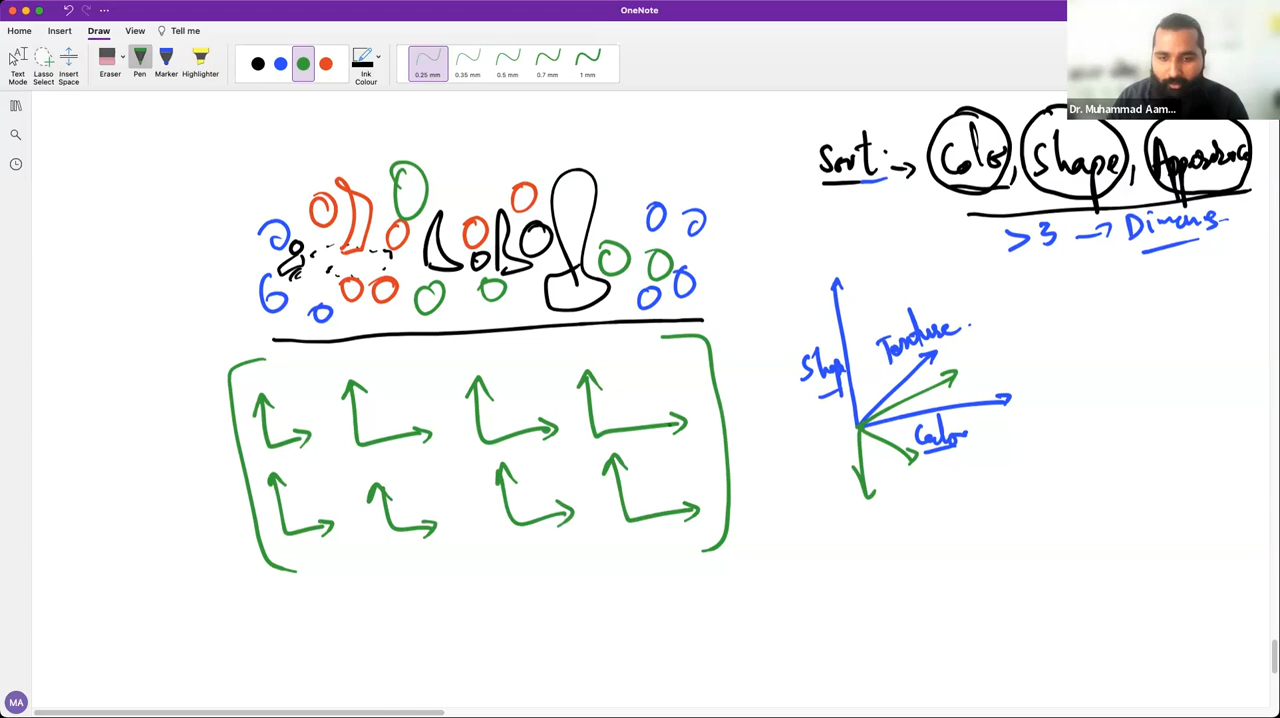 OneNote
Home Insert Draw View Tell me
Text Mode Lasso Select Insert Space Eraser Pen Marker Highlighter Ink Colour 0.25 mm 0.35 mm 0.5 mm 0.7 mm 1 mm
Dr. Muhammad Aam...
Sort → Color, Shape,
>3 → Dimens
Shape
Color
MA